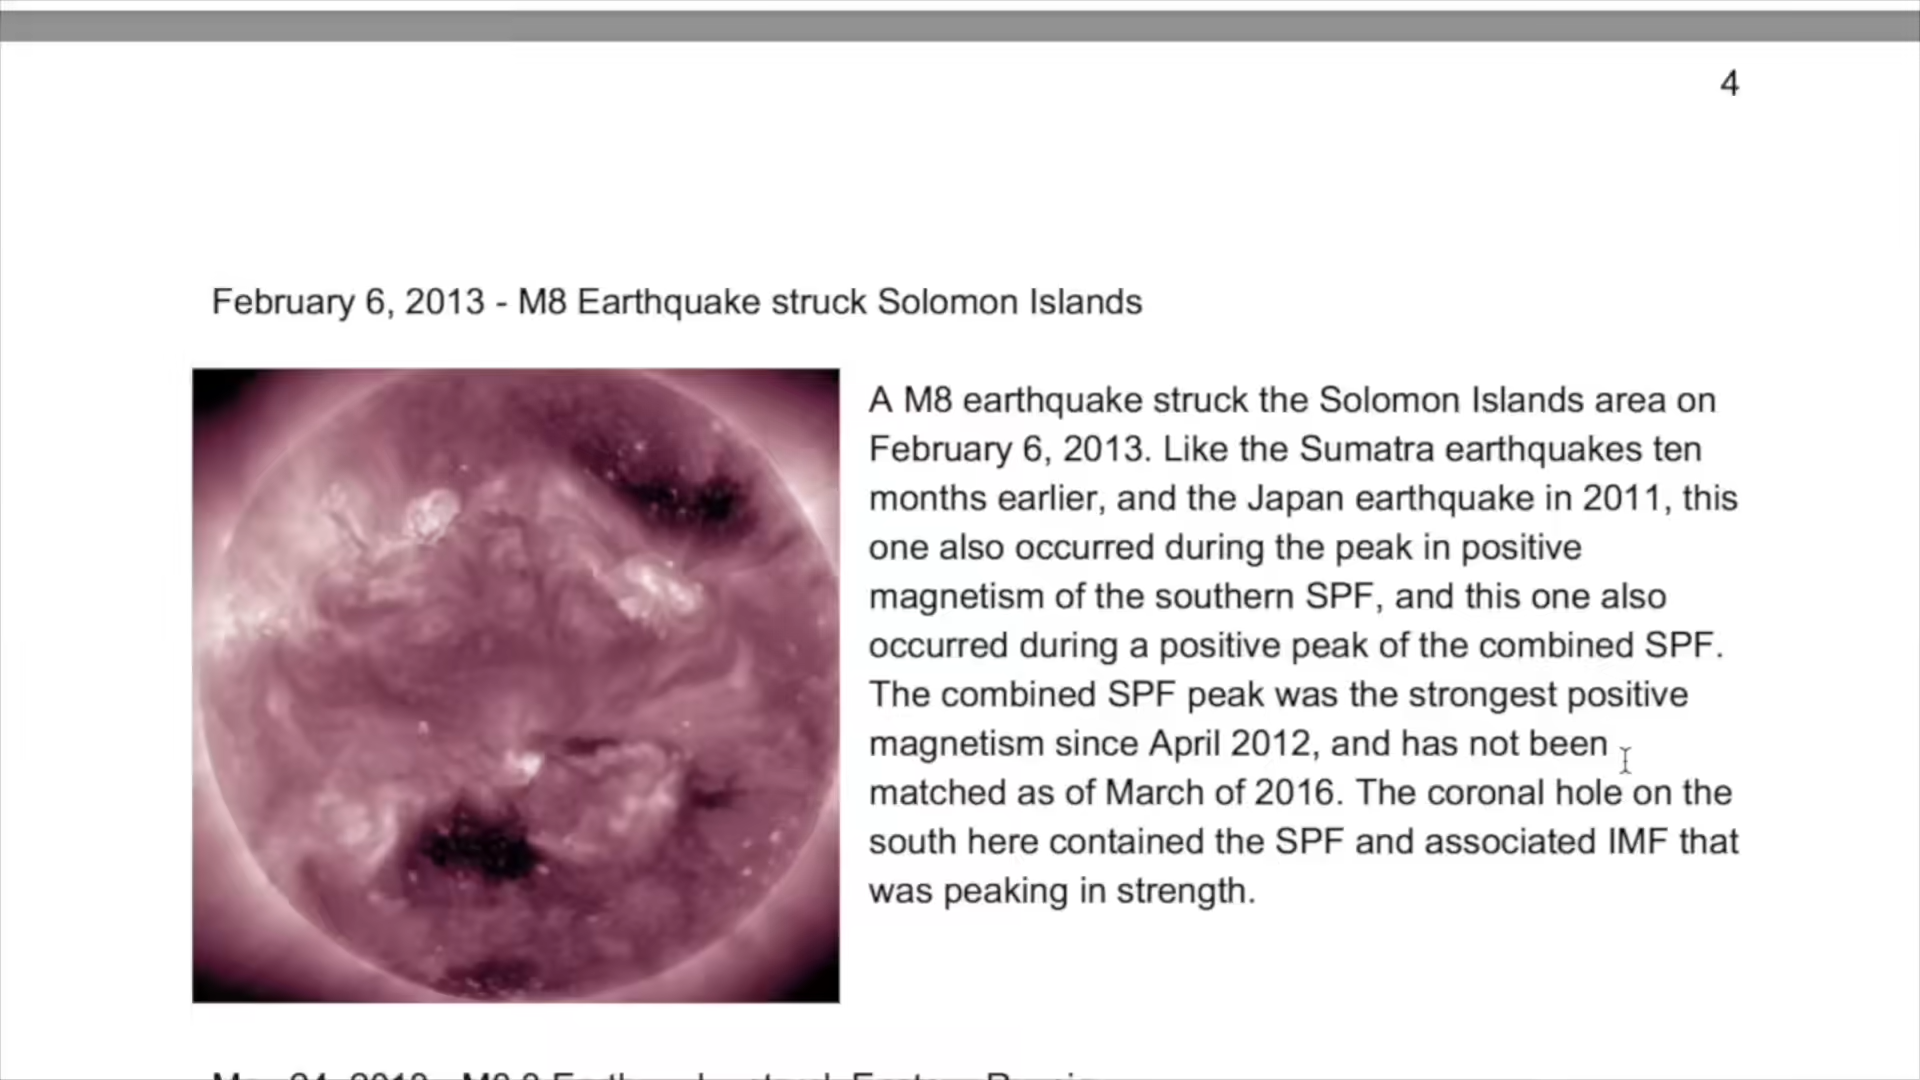 4
February 6, 2013 - M8 Earthquake struck Solomon Islands
A M8 earthquake struck the Solomon Islands area on
February 6, 2013. Like the Sumatra earthquakes ten
months earlier, and the Japan earthquake in 2011, this
one also occurred during the peak in positive
magnetism of the southern SPF, and this one also
occurred during a positive peak of the combined SPF.
The combined SPF peak was the strongest positive
magnetism since April 2012, and has not been
matched as of March of 2016. The coronal hole on the
south here contained the SPF and associated IMF that
was peaking in strength.